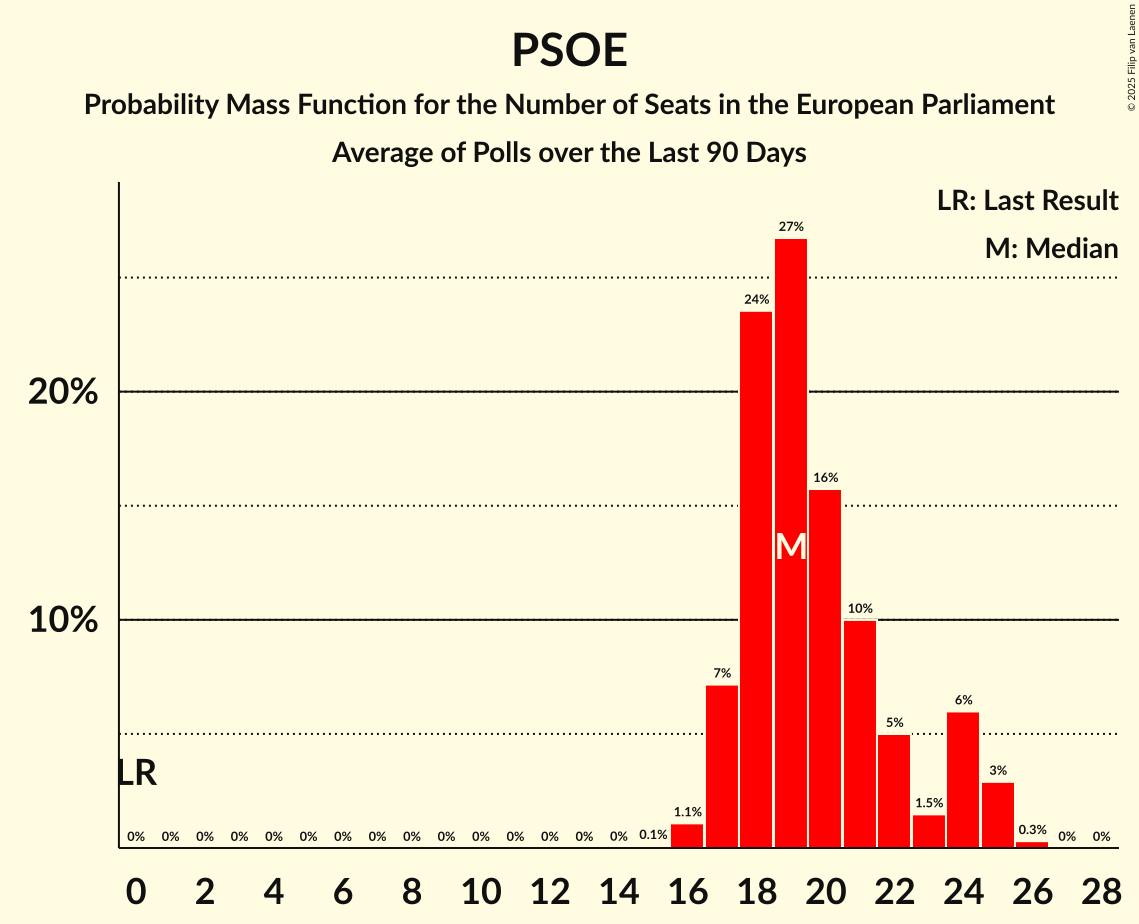 PSOE
Probability Mass Function for the Number of Seats in the European Parliament
Average of Polls over the Last 90 Days
© 2025 Filip van Laenen
LR: Last Result
M: Median
20%
10%
27%
24%
16%
10%
7%
6%
5%
3%
1.5%
1.1%
0.3%
0.1%
M
LR
0% 0% 0% 0% 0% 0% 0% 0% 0% 0% 0% 0% 0% 0% 0% 0% 0%
0 2 4 6 8 10 12 14 16 18 20 22 24 26 28